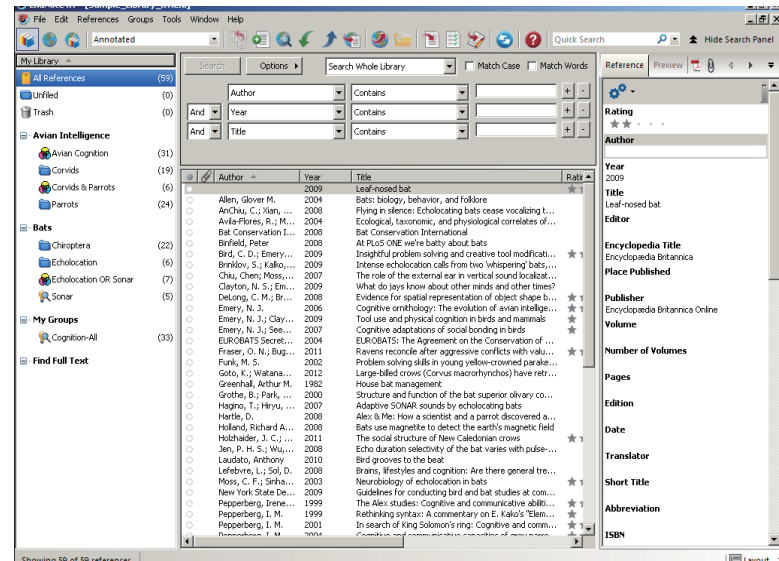 File Edit References Groups Tools Window Help
Annotated
Quick Search
Hide Search Panel
My Library
All References (59)
Unfiled (0)
Trash (0)
Avian Intelligence
Avian Cognition (31)
Corvids (19)
Corvids & Parrots (6)
Parrots (24)
Bats
Chiroptera (22)
Echolocation (6)
Echolocation OR Sonar (7)
Sonar (5)
My Groups
Cognition-All (33)
Find Full Text
Search Options Search Whole Library Match Case Match Words
Author Contains + -
And Year Contains + -
And Title Contains + -
Author Year Title Ratir
2009 Leaf-nosed bat
Allen, Glover M. 2004 Bats: biology, behavior, and folklore
AnChiu, C.; Xian, ... 2008 Flying in silence: Echolocating bats cease vocalizing t...
Avila-Flores, R.; M... 2004 Ecological, taxonomic, and physiological correlates of...
Bat Conservation I... 2008 Bat Conservation International
Binfield, Peter 2008 At PLoS ONE we're batty about bats
Bird, C. D.; Emery... 2009 Insightful problem solving and creative tool modificati...
Brinkløv, S.; Kalko,... 2009 Intense echolocation calls from two 'whispering' bats,...
Chiu, Chen; Moss,... 2007 The role of the external ear in vertical sound localizat...
Clayton, N. S.; Em... 2009 What do jays know about other minds and other times?
DeLong, C. M.; Br... 2008 Evidence for spatial representation of object shape b...
Emery, N. J. 2006 Cognitive ornithology: The evolution of avian intellige...
Emery, N. J.; Clay... 2009 Tool use and physical cognition in birds and mammals
Emery, N. J.; See... 2007 Cognitive adaptations of social bonding in birds
EUROBATS Secret... 2004 EUROBATS: The Agreement on the Conservation of ...
Fraser, O. N.; Bug... 2011 Ravens reconcile after aggressive conflicts with valu...
Funk, M. S. 2002 Problem solving skills in young yellow-crowned parake...
Goto, K.; Watana... 2012 Large-billed crows (Corvus macrorhynchos) have retr...
Greenhall, Arthur M. 1982 House bat management
Grothe, B.; Park, ... 2000 Structure and function of the bat superior olivary co...
Hagino, T.; Hiryu, ... 2007 Adaptive SONAR sounds by echolocating bats
Hartle, D. 2008 Alex & Me: How a scientist and a parrot discovered a...
Holland, Richard A... 2008 Bats use magnetite to detect the earth's magnetic field
Holzhaider, J. C.; ... 2011 The social structure of New Caledonian crows
Jen, P. H. S.; Wu,... 2008 Echo duration selectivity of the bat varies with pulse-...
Laudato, Anthony 2010 Bird grooves to the beat
Lefebvre, L.; Sol, D. 2008 Brains, lifestyles and cognition: Are there general tre...
Moss, C. F.; Sinha... 2003 Neurobiology of echolocation in bats
New York State De... 2009 Guidelines for conducting bird and bat studies at com...
Pepperberg, Irene... 1999 The Alex studies: Cognitive and communicative abiliti...
Pepperberg, I. M. 1999 Rethinking syntax: A commentary on E. Kako's "Elem...
Pepperberg, I. M. 2001 In search of King Solomon's ring: Cognitive and comm...
Pepperberg, I. M. 2004 Cognitive and communicative capacities of grey parro...
Reference Preview
Rating
Author
Year
2009
Title
Leaf-nosed bat
Editor
Encyclopedia Title
Encyclopædia Britannica
Place Published
Publisher
Encyclopædia Britannica Online
Volume
Number of Volumes
Pages
Edition
Date
Translator
Short Title
Abbreviation
ISBN
Showing 59 of 59 references.
Layout